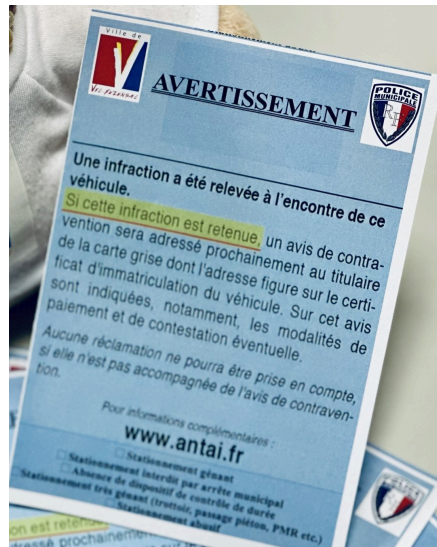 Ville de
AVERTISSEMENT
POLICE
MUNICIPALE
RF
Une infraction a été relevée à l'encontre de ce
véhicule.
Si cette infraction est retenue, un avis de contra-
vention sera adressé prochainement au titulaire
de la carte grise dont l'adresse figure sur le certi-
ficat d'immatriculation du véhicule. Sur cet avis
sont indiquées, notamment, les modalités de
paiement et de contestation éventuelle.
Aucune réclamation ne pourra être prise en compte,
si elle n'est pas accompagnée de l'avis de contraven-
tion.
Pour informations complémentaires :
www.antai.fr
Stationnement gênant
Stationnement interdit par arrêté municipal
Absence de dispositif de contrôle de durée
Stationnement très gênant (trottoir, passage piéton, PMR etc.)
Stationnement abusif
on est retenue
adressé prochainement